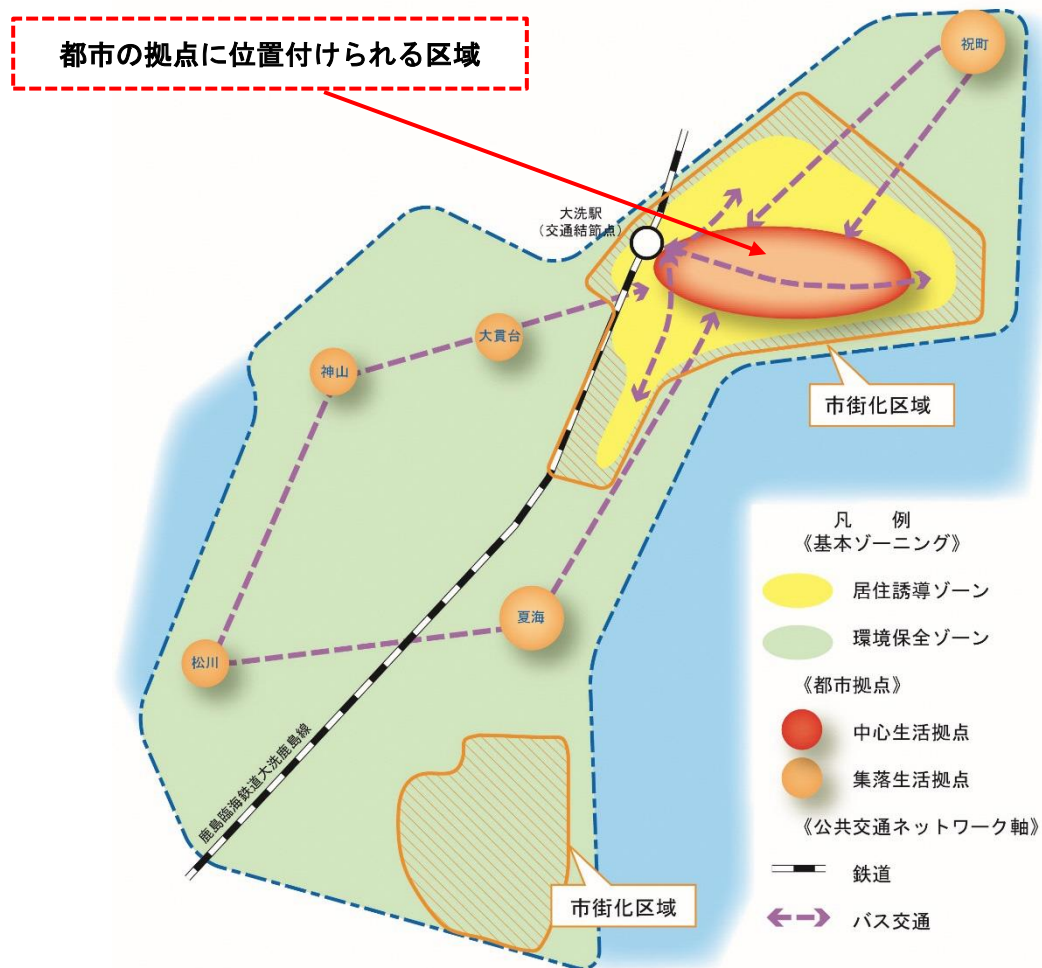 都市の拠点に位置付けられる区域
祝町
大洗駅
(交通結節点)
大貫台
神山
市街化区域
夏海
松川
鹿島臨海鉄道大洗鹿島線
市街化区域
凡 例
《基本ゾーニング》
居住誘導ゾーン
環境保全ゾーン
《都市拠点》
中心生活拠点
集落生活拠点
《公共交通ネットワーク軸》
鉄道
バス交通